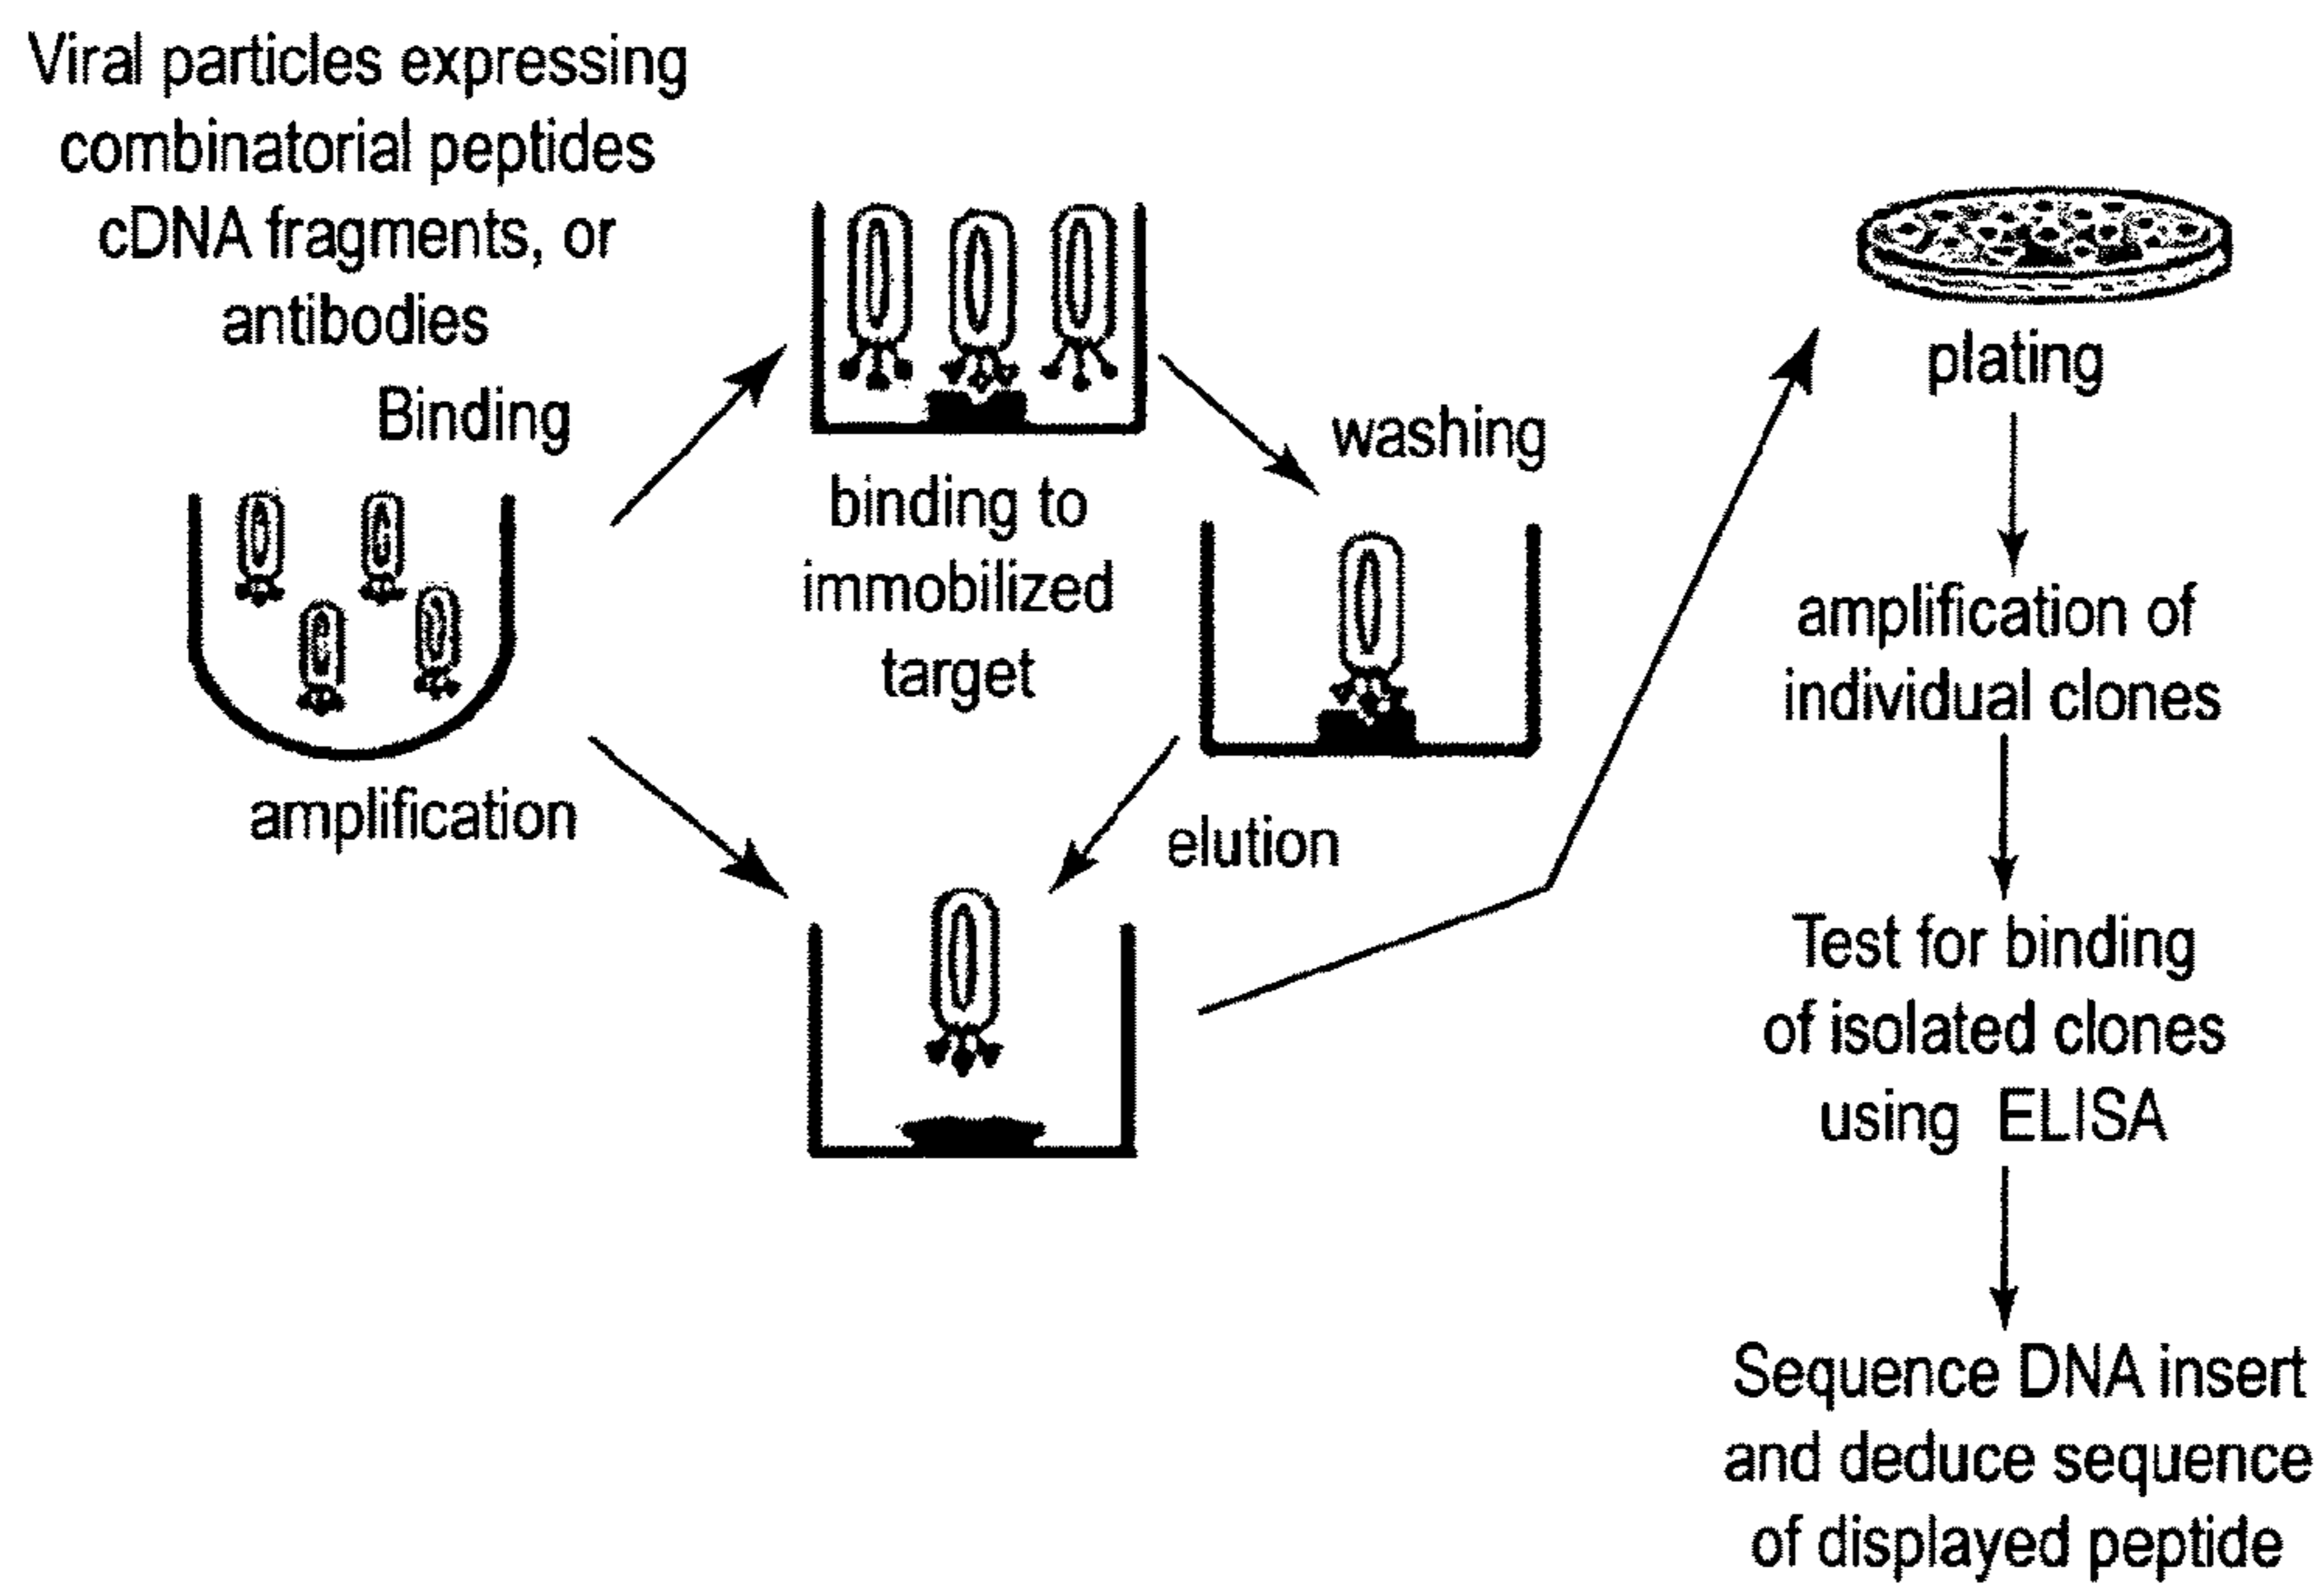 Viral particles expressing
combinatorial peptides
cDNA fragments, or
antibodies
Binding
amplification
binding to
immobilized
target
washing
elution
plating
amplification of
individual clones
Test for binding
of isolated clones
using ELISA
Sequence DNA insert
and deduce sequence
of displayed peptide